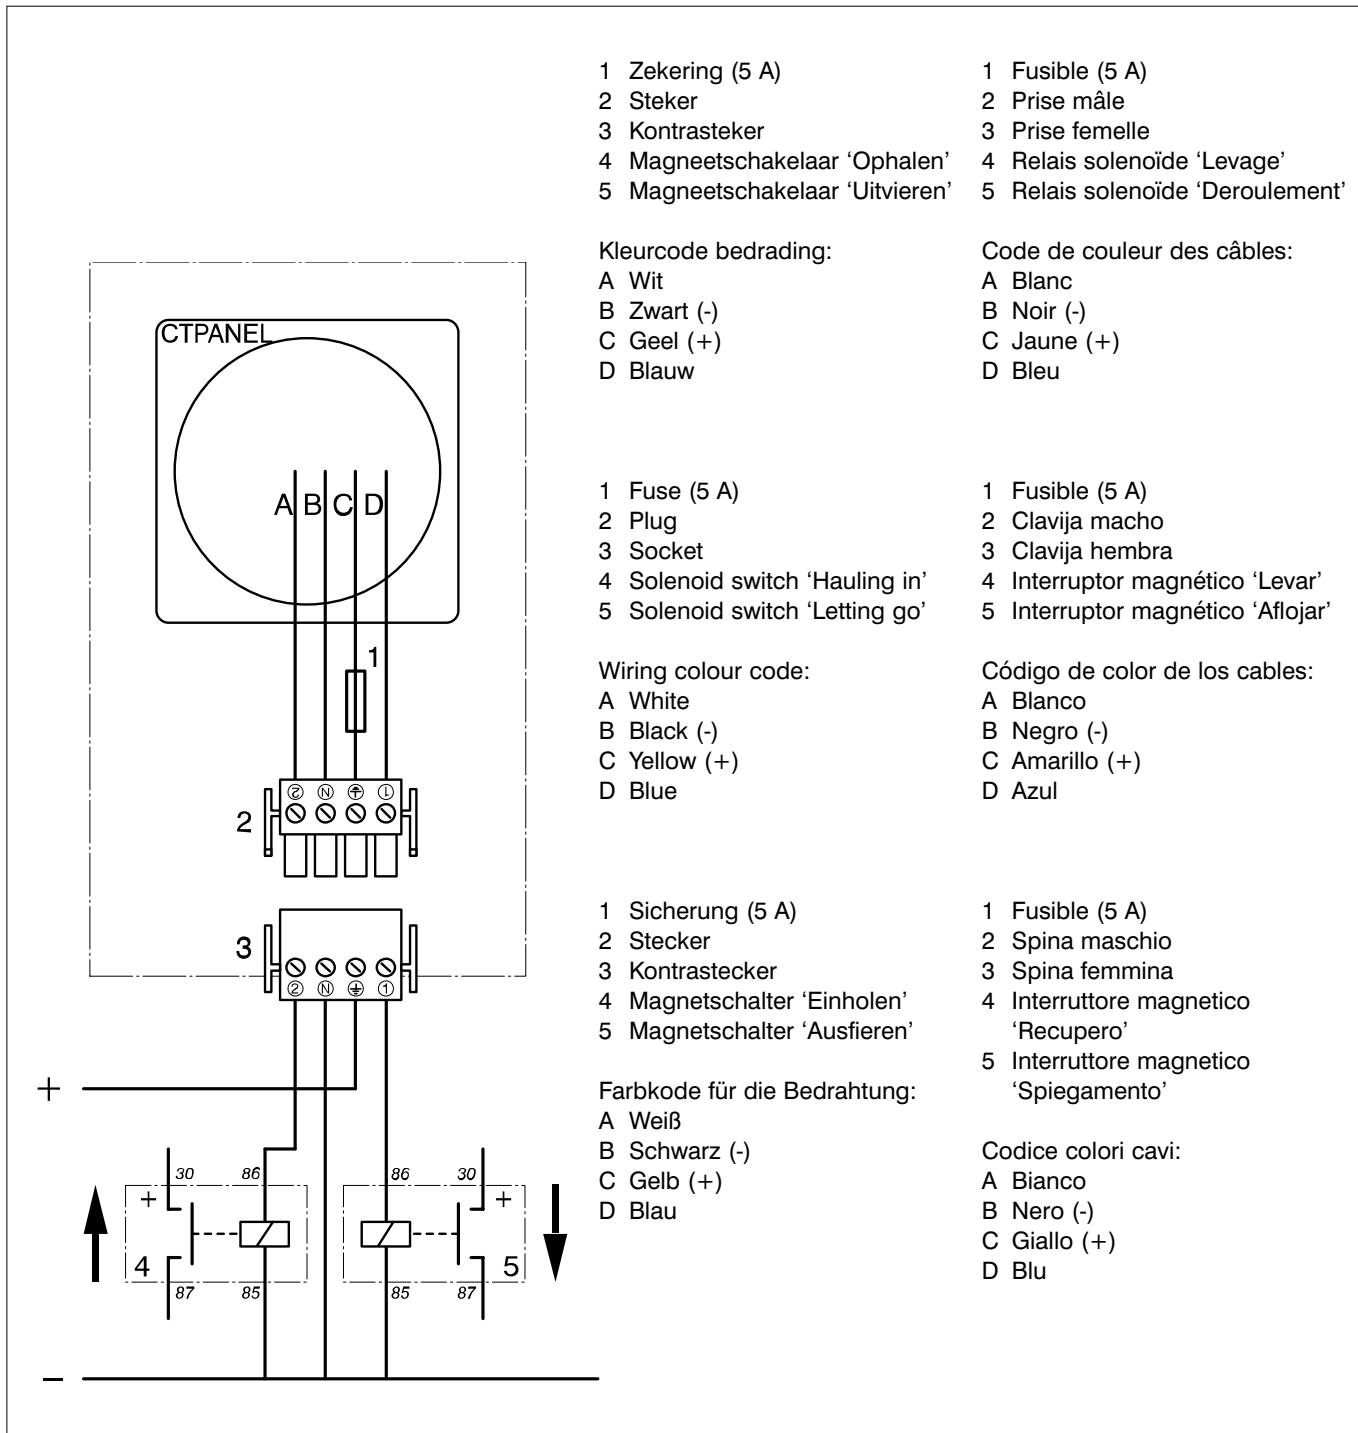 1 Zekering (5 A)
2 Steker
3 Kontrasteker
4 Magneetschakelaar ‘Ophalen’
5 Magneetschakelaar ‘Uitvieren’
Kleurcode bedrading:
A Wit
B Zwart (-)
C Geel (+)
D Blauw
1 Fusible (5 A)
2 Prise mâle
3 Prise femelle
4 Relais solenoïde ‘Levage’
5 Relais solenoïde ‘Deroulement’
Code de couleur des câbles:
A Blanc
B Noir (-)
C Jaune (+)
D Bleu
1 Fuse (5 A)
2 Plug
3 Socket
4 Solenoid switch ‘Hauling in’
5 Solenoid switch ‘Letting go’
Wiring colour code:
A White
B Black (-)
C Yellow (+)
D Blue
1 Fusible (5 A)
2 Clavija macho
3 Clavija hembra
4 Interruptor magnético ‘Levar’
5 Interruptor magnético ‘Aflojar’
Código de color de los cables:
A Blanco
B Negro (-)
C Amarillo (+)
D Azul
1 Sicherung (5 A)
2 Stecker
3 Kontrastecker
4 Magnetschalter ‘Einholen’
5 Magnetschalter ‘Ausfieren’
Farbkode für die Bedrahtung:
A Weiß
B Schwarz (-)
C Gelb (+)
D Blau
1 Fusible (5 A)
2 Spina maschio
3 Spina femmina
4 Interruttore magnetico
‘Recupero’
5 Interruttore magnetico
‘Spiegamento’
Codice colori cavi:
A Bianco
B Nero (-)
C Giallo (+)
D Blu
CTPANEL
A B C D
1
2 N 1
2
3
2 N 1
+
30 86 86 30
+ +
4 5
87 85 85 87
−